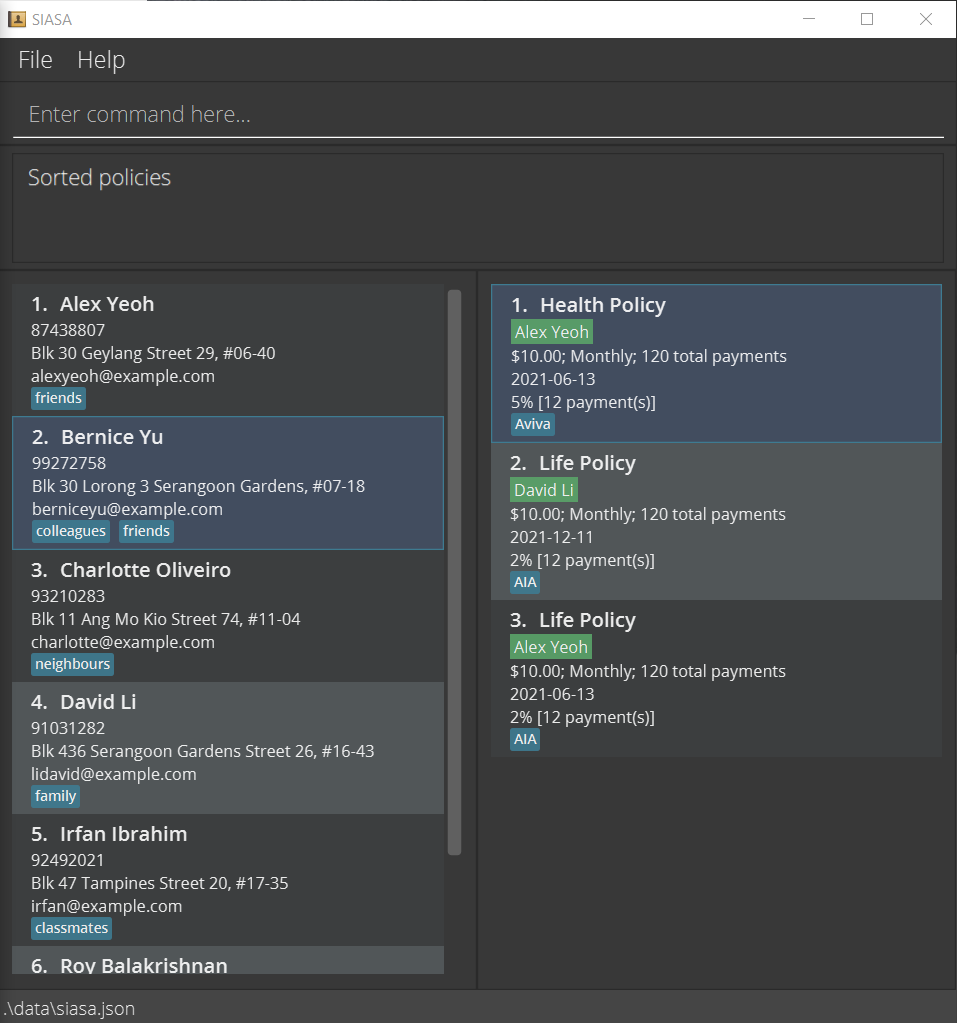 SIASA
File Help
Enter command here...
Sorted policies
1. Alex Yeoh
87438807
Blk 30 Geylang Street 29, #06-40
alexyeoh@example.com
friends
2. Bernice Yu
99272758
Blk 30 Lorong 3 Serangoon Gardens, #07-18
berniceyu@example.com
colleagues friends
3. Charlotte Oliveiro
93210283
Blk 11 Ang Mo Kio Street 74, #11-04
charlotte@example.com
neighbours
4. David Li
91031282
Blk 436 Serangoon Gardens Street 26, #16-43
lidavid@example.com
family
5. Irfan Ibrahim
92492021
Blk 47 Tampines Street 20, #17-35
irfan@example.com
classmates
6. Roy Balakrishnan
1. Health Policy
Alex Yeoh
$10.00; Monthly; 120 total payments
2021-06-13
5% [12 payment(s)]
Aviva
2. Life Policy
David Li
$10.00; Monthly; 120 total payments
2021-12-11
2% [12 payment(s)]
AIA
3. Life Policy
Alex Yeoh
$10.00; Monthly; 120 total payments
2021-06-13
2% [12 payment(s)]
AIA
.\data\siasa.json